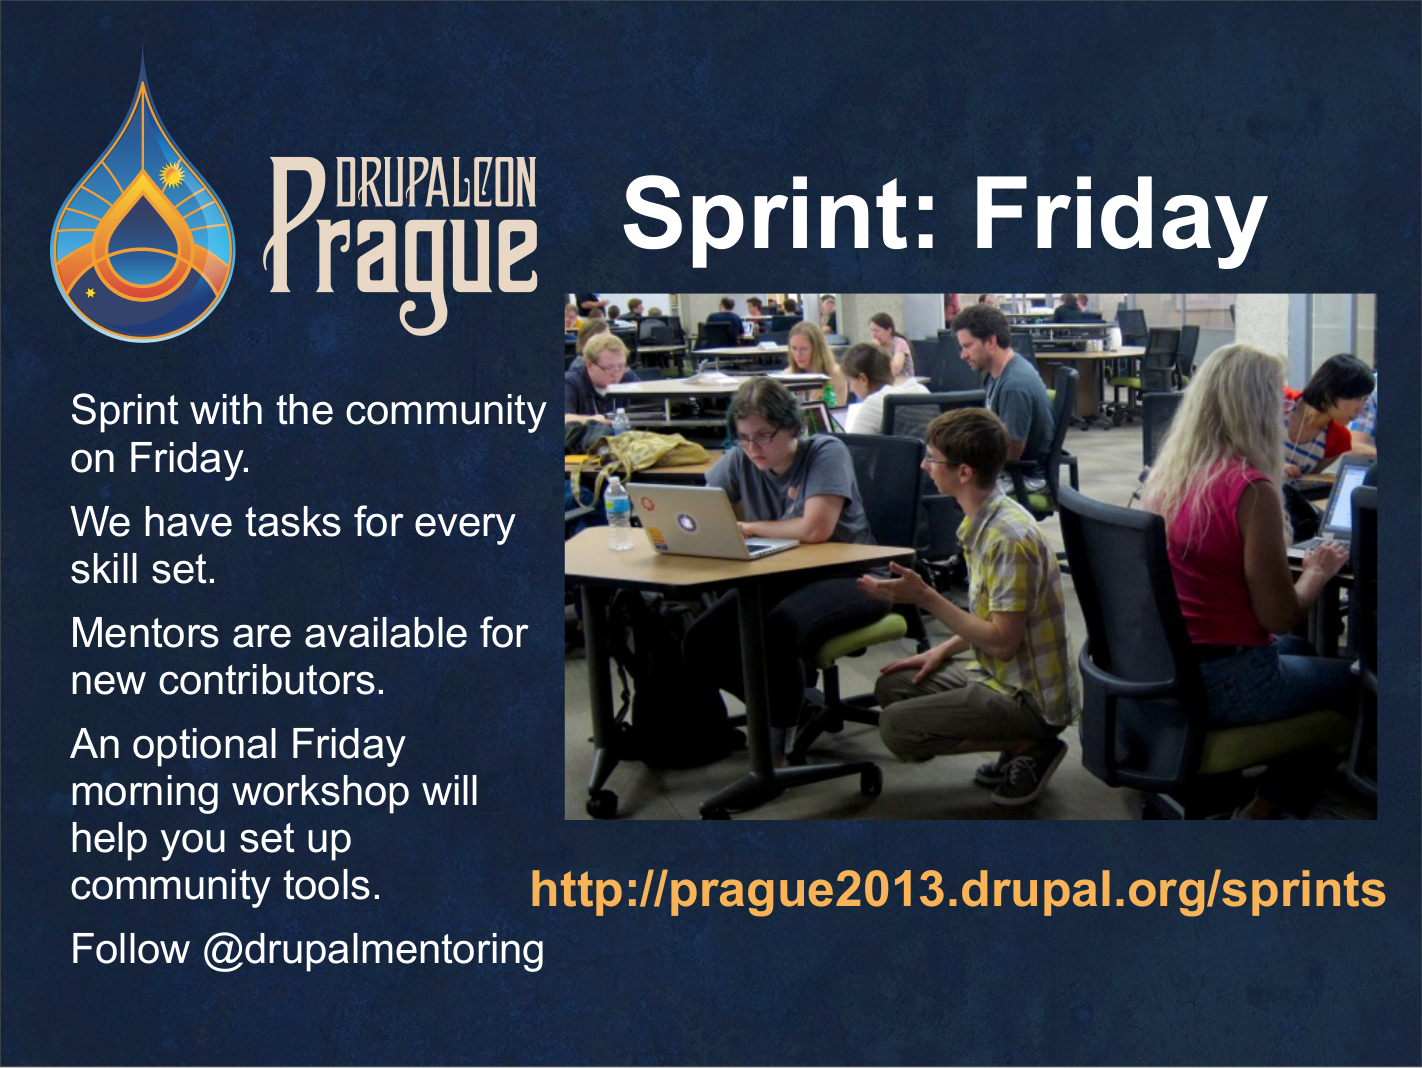 DRUPALCON
Prague
Sprint: Friday
Sprint with the community
on Friday.
We have tasks for every
skill set.
Mentors are available for
new contributors.
An optional Friday
morning workshop will
help you set up
community tools.
Follow @drupalmentoring
http://prague2013.drupal.org/sprints